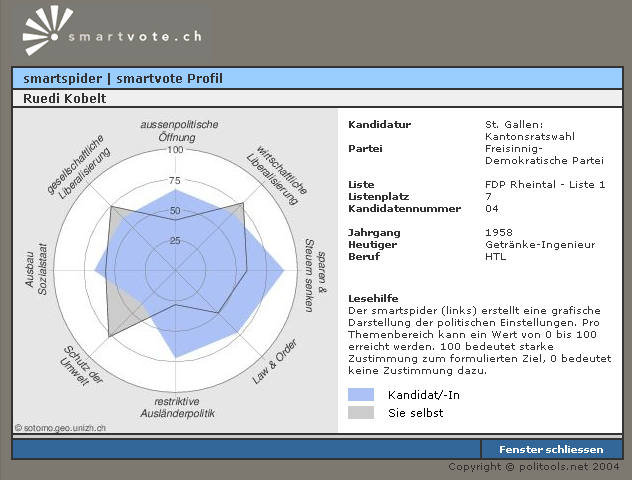 smartvote.ch
smartspider | smartvote Profil
Ruedi Kobelt
aussenpolitische
Öffnung
wirtschaftliche
Liberalisierung
sparen &
Steuern senken
Law & Order
restriktive
Ausländerpolitik
Schutz der
Umwelt
Ausbau
Sozialstaat
gesellschaftliche
Liberalisierung
100
75
50
25
© sotomo.geo.unizh.ch
Kandidatur St. Gallen:
Kantonsratswahl
Partei Freisinnig-
Demokratische Partei
Liste FDP Rheintal - Liste 1
Listenplatz 7
Kandidatennummer 04
Jahrgang 1958
Heutiger Getränke-Ingenieur
Beruf HTL
Lesehilfe
Der smartspider (links) erstellt eine grafische
Darstellung der politischen Einstellungen. Pro
Themenbereich kann ein Wert von 0 bis 100
erreicht werden. 100 bedeutet starke
Zustimmung zum formulierten Ziel, 0 bedeutet
keine Zustimmung dazu.
Kandidat/-In
Sie selbst
Fenster schliessen
Copyright © politools.net 2004